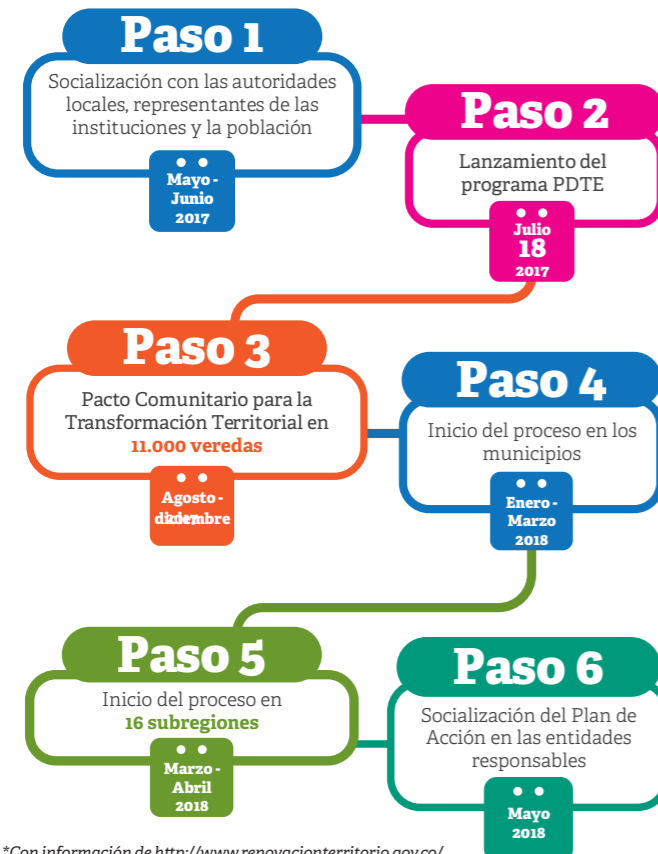 Paso 1
Socialización con las autoridades
locales, representantes de las
instituciones y la población
Mayo -
Junio
2017
Paso 2
Lanzamiento del
programa PDTE
Julio
18
2017
Paso 3
Pacto Comunitario para la
Transformación Territorial en
11.000 veredas
Agosto -
diciembre
2017
Paso 4
Inicio del proceso en los
municipios
Enero -
Marzo
2018
Paso 5
Inicio del proceso en
16 subregiones
Marzo -
Abril
2018
Paso 6
Socialización del Plan de
Acción en las entidades
responsables
Mayo
2018
*Con información de http://www.renovacionterritorio.gov.co/